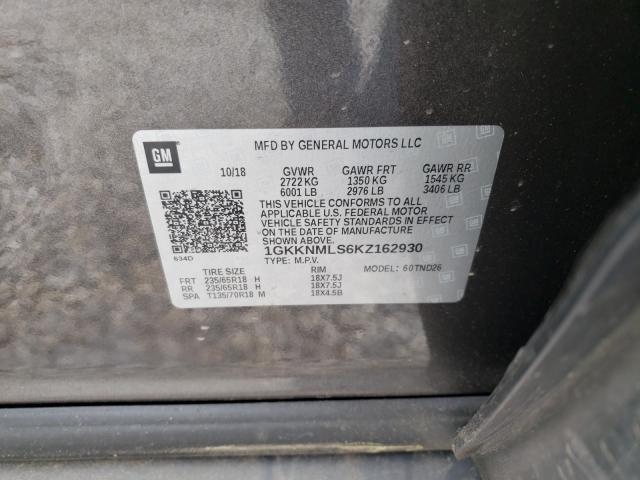 GM
MFD BY GENERAL MOTORS LLC
10/18 GVWR GAWR FRT GAWR RR
2722 KG 1350 KG 1545 KG
6001 LB 2976 LB 3406 LB
THIS VEHICLE CONFORMS TO ALL
APPLICABLE U.S. FEDERAL MOTOR
VEHICLE SAFETY STANDARDS IN EFFECT
ON THE DATE OF MANUFACTURE
SHOWN ABOVE.
1GKKNMLS6KZ162930
634D
TYPE: M.P.V.
TIRE SIZE RIM MODEL: 60TND26
FRT 235/65R18 H 18X7.5J
RR 235/65R18 H 18X7.5J
SPA T135/70R18 M 18X4.5B